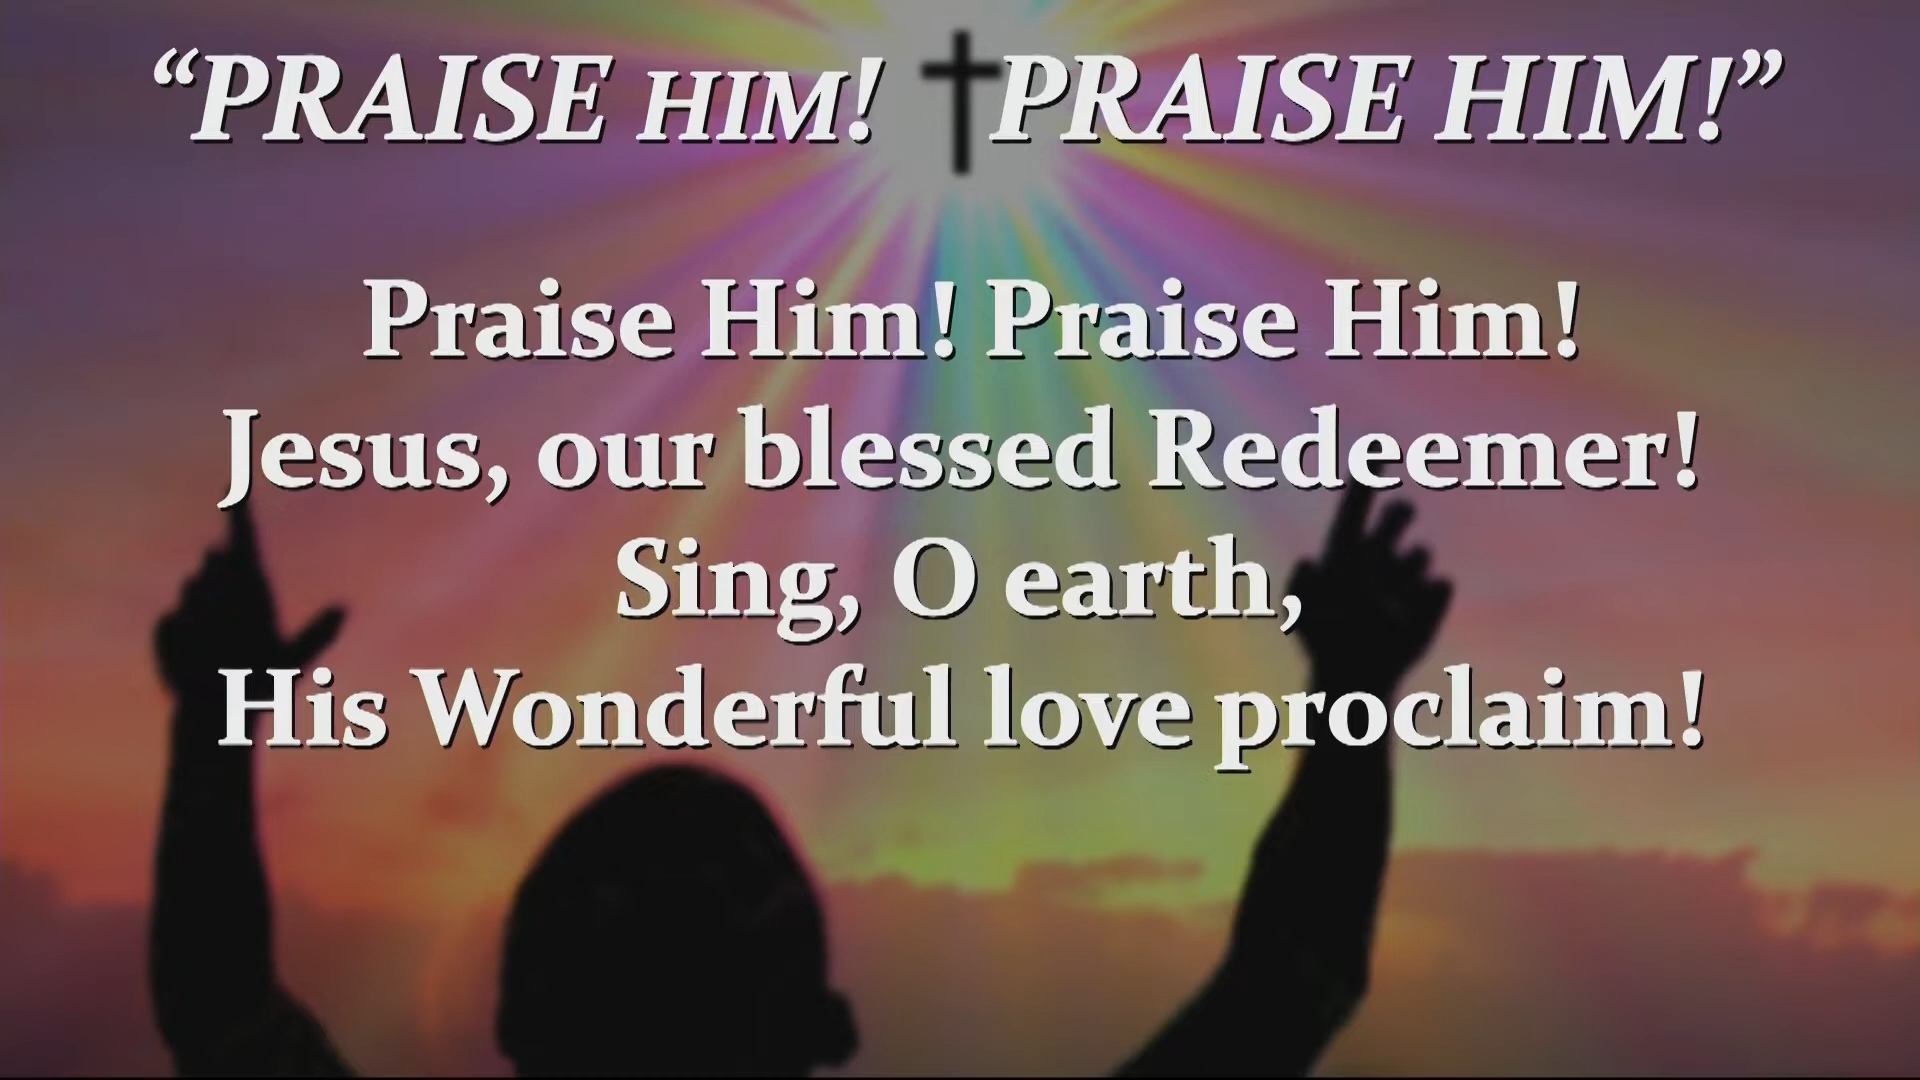 “PRAISE HIM! PRAISE HIM!”
Praise Him! Praise Him!
Jesus, our blessed Redeemer!
Sing, O earth,
His Wonderful love proclaim!